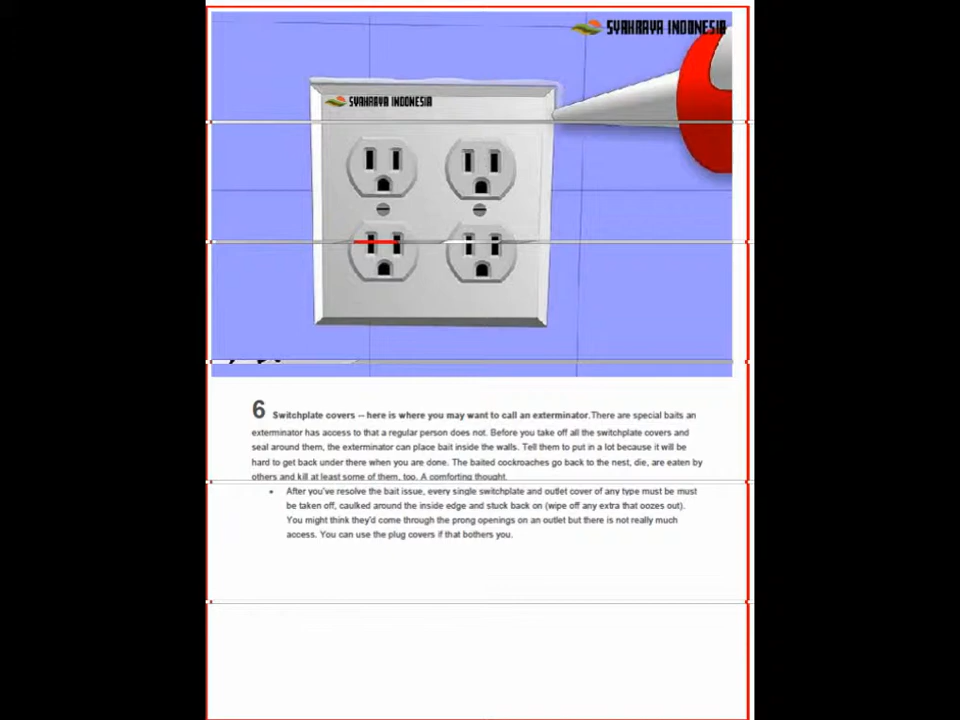 SYAHRAYA INDONESIA
SYAHRAYA INDONESIA
6 Switchplate covers -- here is where you may want to call an exterminator.There are special baits an
exterminator has access to that a regular person does not. Before you take off all the switchplate covers and
seal around them, the exterminator can place bait inside the walls. Tell them to put in a lot because it will be
hard to get back under there when you are done. The baited cockroaches go back to the nest, die, are eaten by
others and kill at least some of them, too. A comforting thought.
• After you've resolve the bait issue, every single switchplate and outlet cover of any type must be must
be taken off, caulked around the inside edge and stuck back on (wipe off any extra that oozes out).
You might think they'd come through the prong openings on an outlet but there is not really much
access. You can use the plug covers if that bothers you.